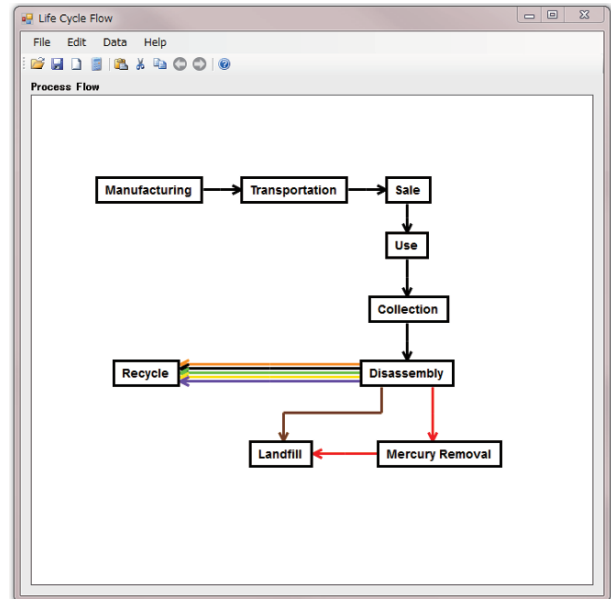 Life Cycle Flow
File Edit Data Help
Process Flow
Manufacturing Transportation Sale
Use
Collection
Recycle Disassembly
Landfill Mercury Removal